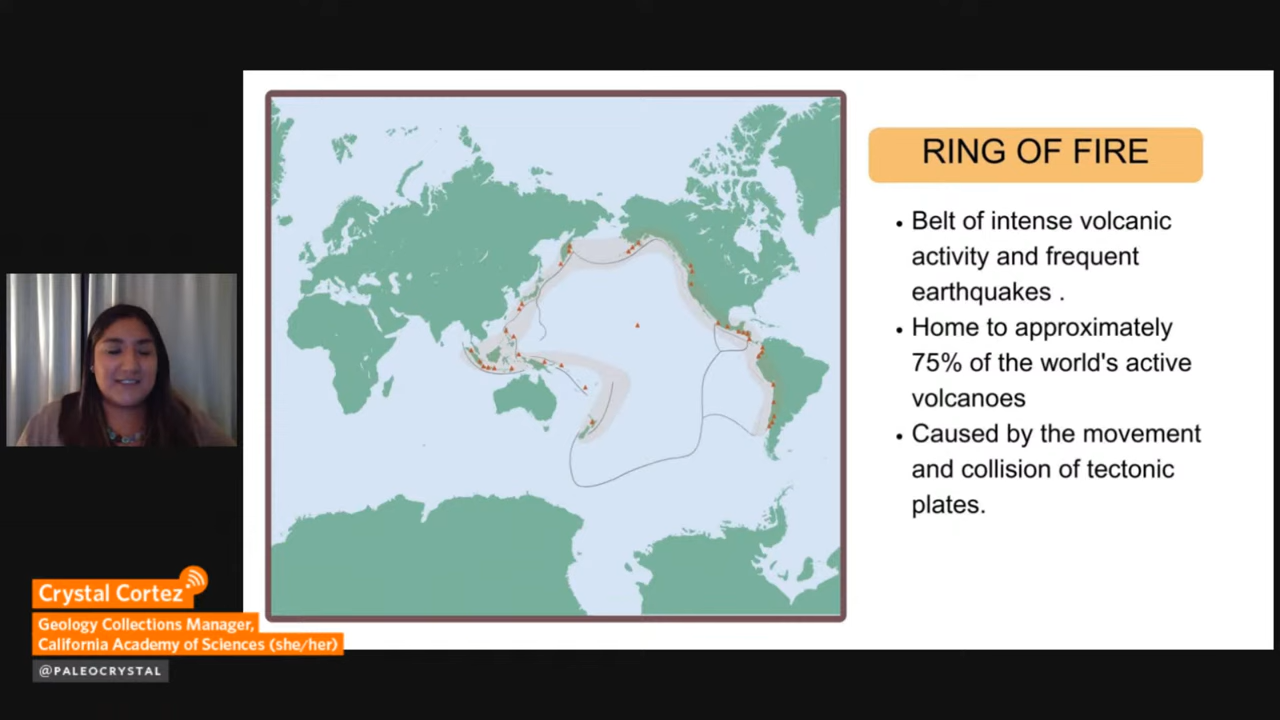 RING OF FIRE
• Belt of intense volcanic
activity and frequent
earthquakes .
• Home to approximately
75% of the world's active
volcanoes
• Caused by the movement
and collision of tectonic
plates.
Crystal Cortez
Geology Collections Manager,
California Academy of Sciences (she/her)
@PALEOCRYSTAL